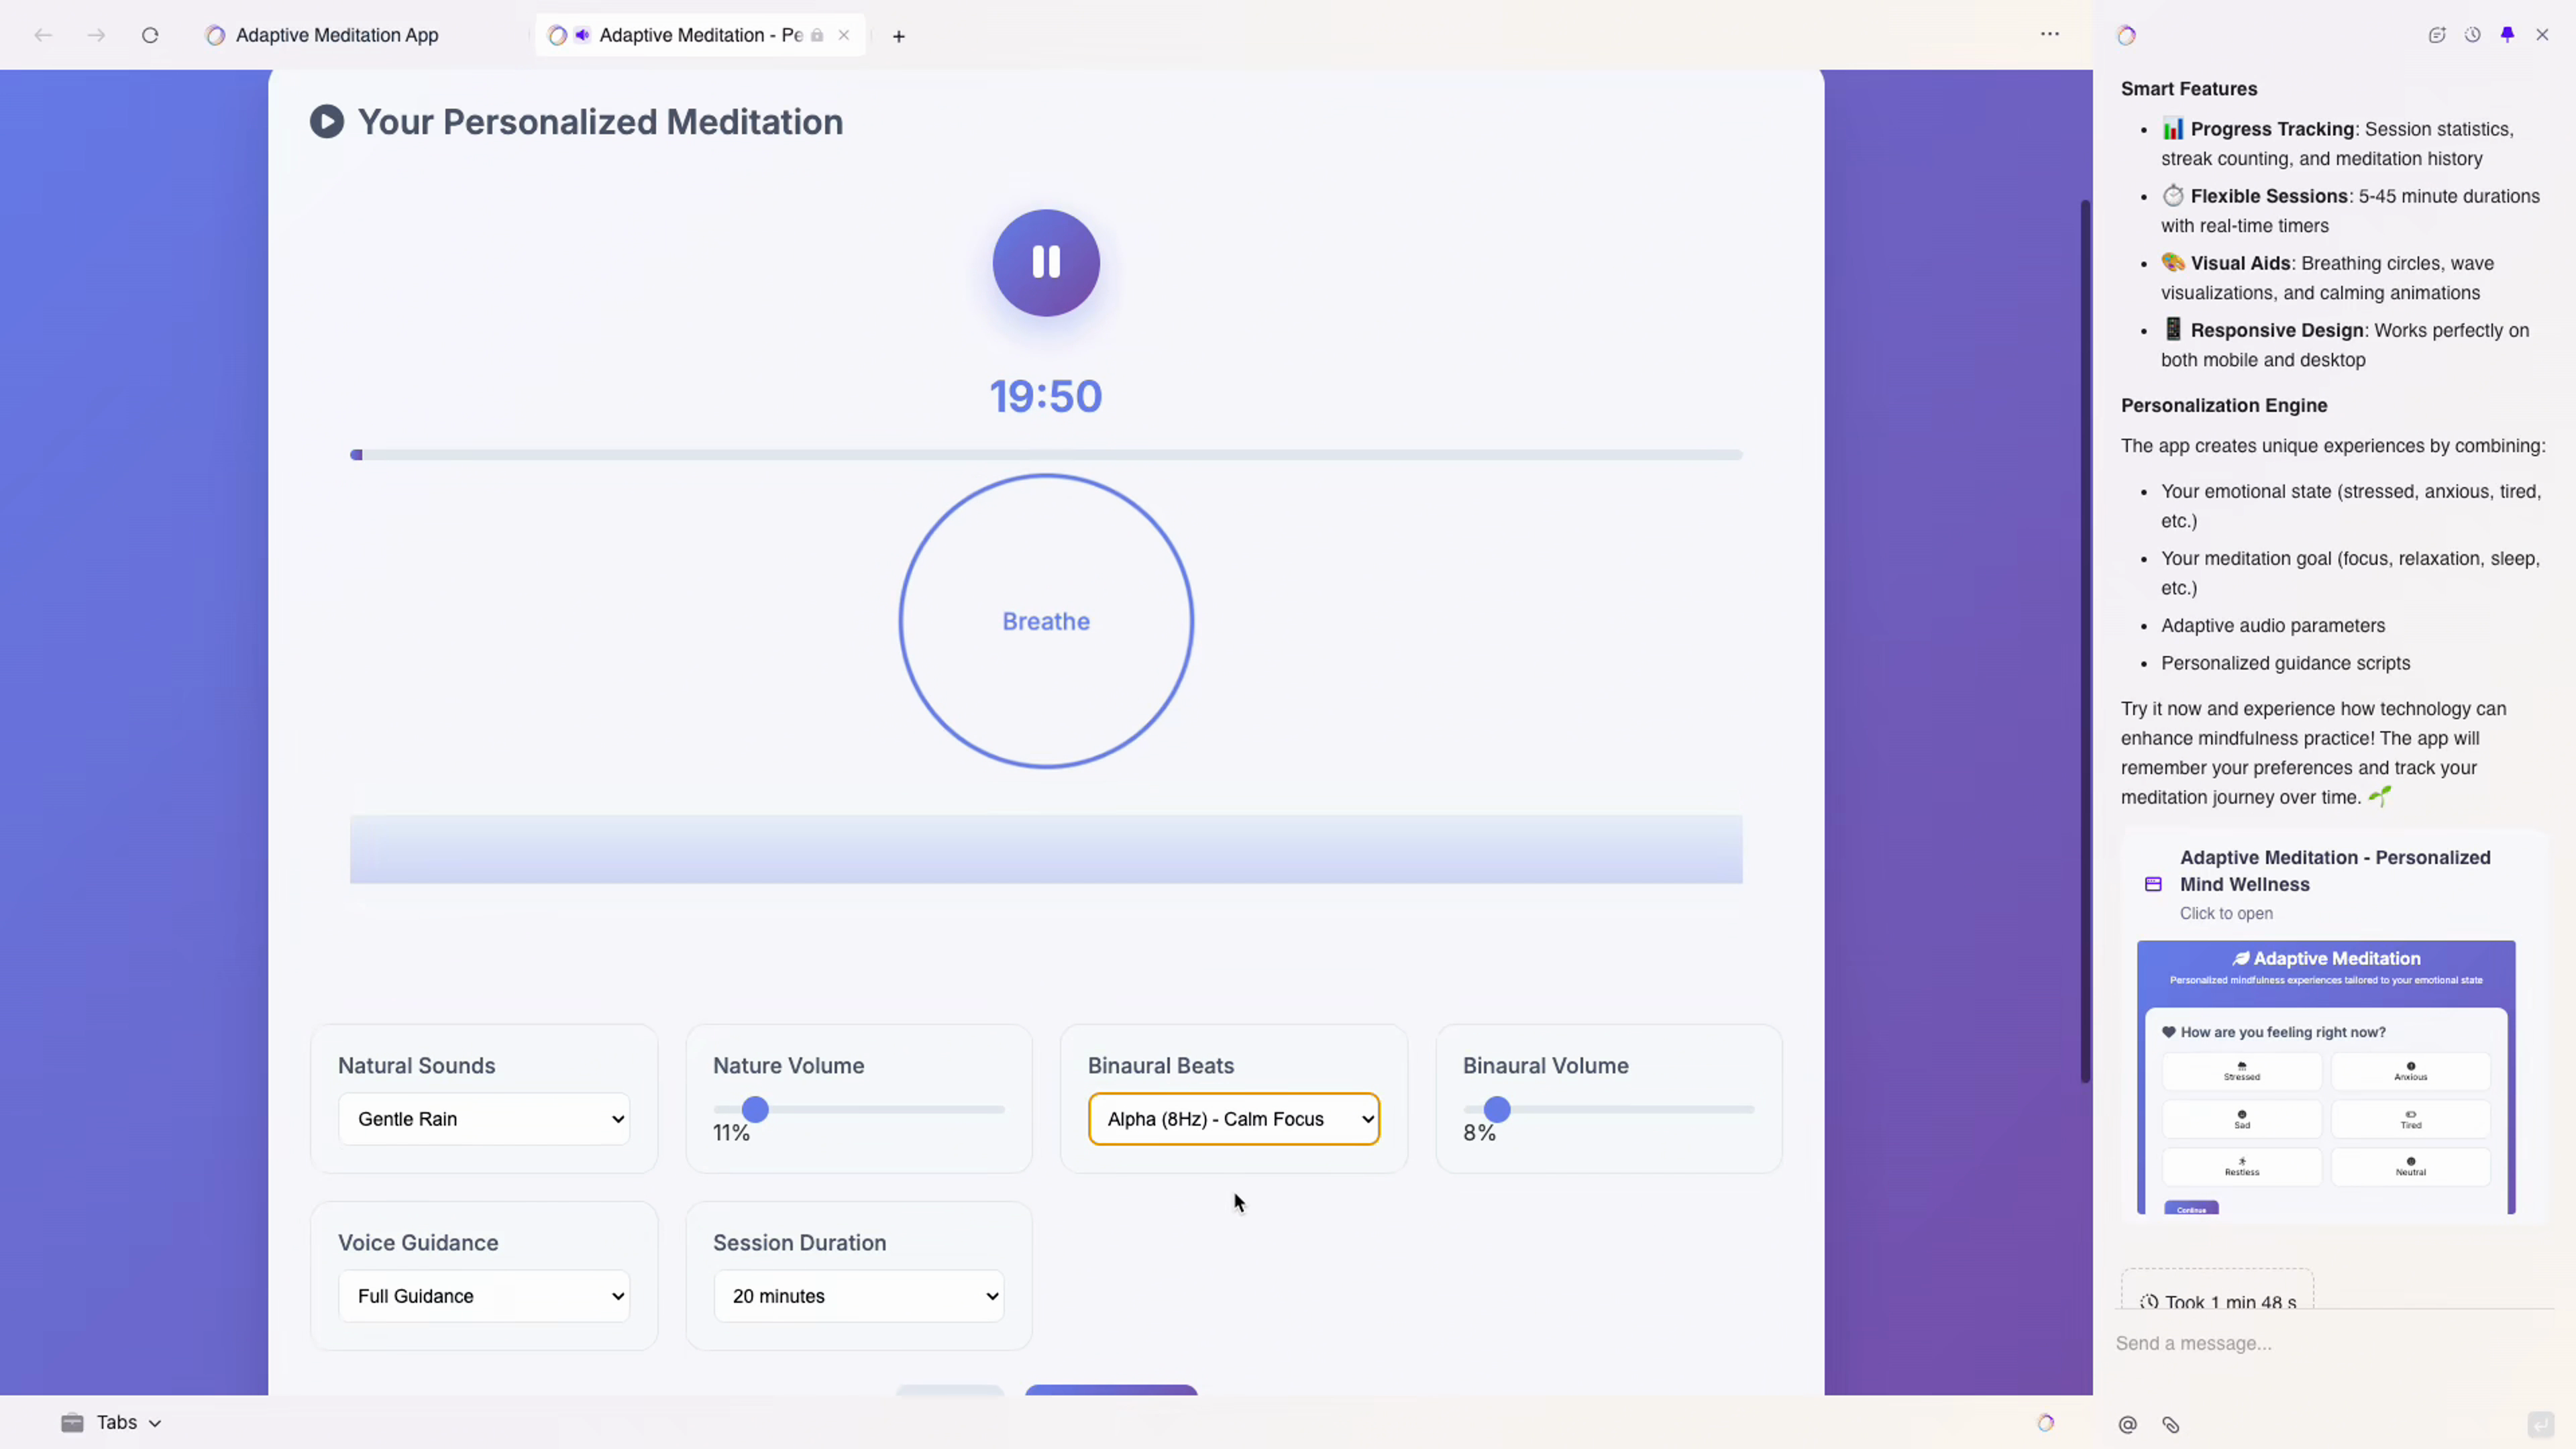 Adaptive Meditation App
Adaptive Meditation - Pe
Your Personalized Meditation
19:50
Breathe
Natural Sounds
Gentle Rain
Nature Volume
11%
Binaural Beats
Alpha (8Hz) - Calm Focus
Binaural Volume
8%
Voice Guidance
Full Guidance
Session Duration
20 minutes
Tabs
Smart Features
Progress Tracking: Session statistics,
streak counting, and meditation history
Flexible Sessions: 5-45 minute durations
with real-time timers
Visual Aids: Breathing circles, wave
visualizations, and calming animations
Responsive Design: Works perfectly on
both mobile and desktop
Personalization Engine
The app creates unique experiences by combining:
Your emotional state (stressed, anxious, tired,
etc.)
Your meditation goal (focus, relaxation, sleep,
etc.)
Adaptive audio parameters
Personalized guidance scripts
Try it now and experience how technology can
enhance mindfulness practice! The app will
remember your preferences and track your
meditation journey over time. 🌱
Adaptive Meditation - Personalized
Mind Wellness
Click to open
Adaptive Meditation
Personalized mindfulness experiences tailored to your emotional state
How are you feeling right now?
Stressed
Anxious
Sad
Tired
Restless
Neutral
Continue
Took 1 min 48 s
Send a message...